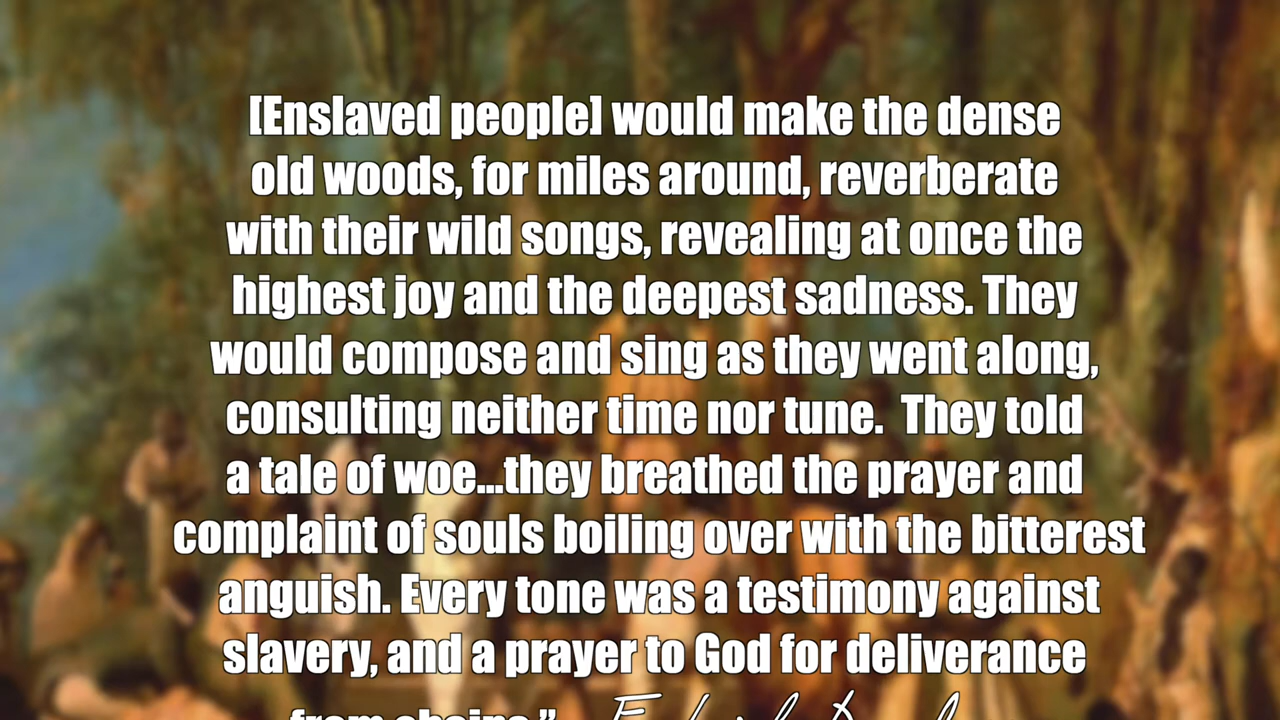 [Enslaved people] would make the dense
old woods, for miles around, reverberate
with their wild songs, revealing at once the
highest joy and the deepest sadness. They
would compose and sing as they went along,
consulting neither time nor tune.  They told
a tale of woe...they breathed the prayer and
complaint of souls boiling over with the bitterest
anguish. Every tone was a testimony against
slavery, and a prayer to God for deliverance
from chains.”